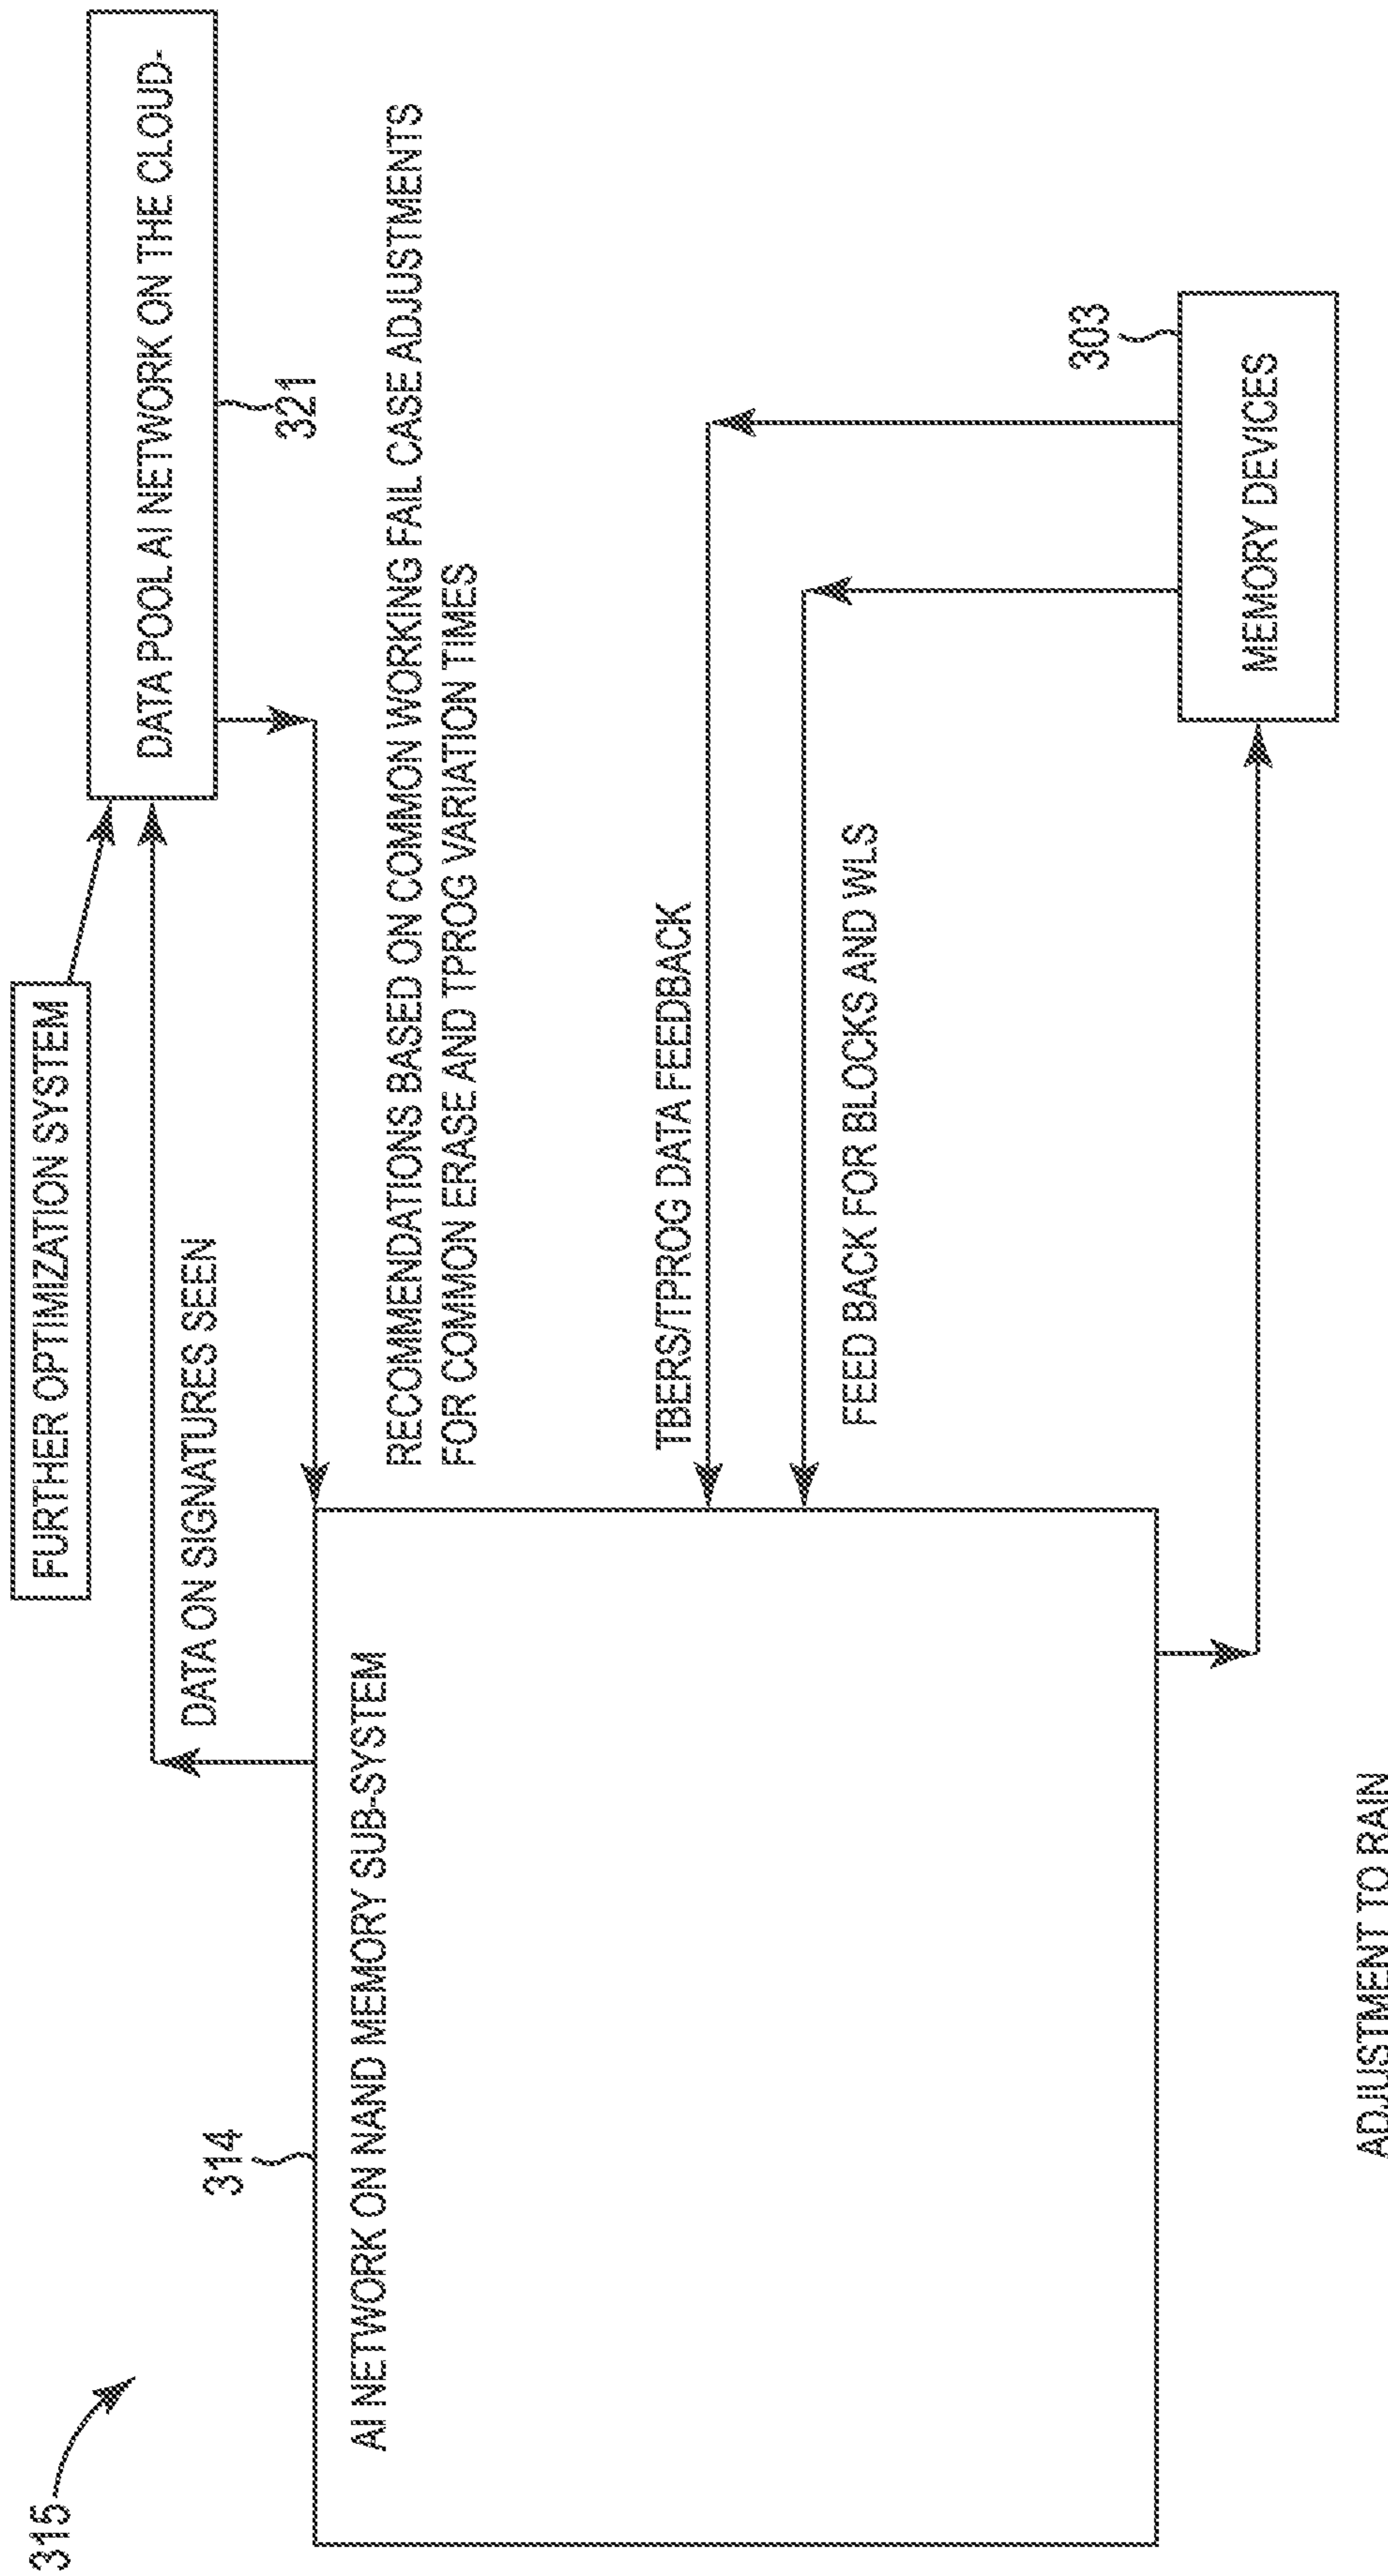 315
FURTHER OPTIMIZATION SYSTEM
DATA POOL AI NETWORK ON THE CLOUD-
321
DATA ON SIGNATURES SEEN
314
AI NETWORK ON NAND MEMORY SUB-SYSTEM
RECOMMENDATIONS BASED ON COMMON WORKING FAIL CASE ADJUSTMENTS
FOR COMMON ERASE AND TPROG VARIATION TIMES
TBERS/TPROG DATA FEEDBACK
FEED BACK FOR BLOCKS AND WLS
303
MEMORY DEVICES
ADJUSTMENT TO RAIN